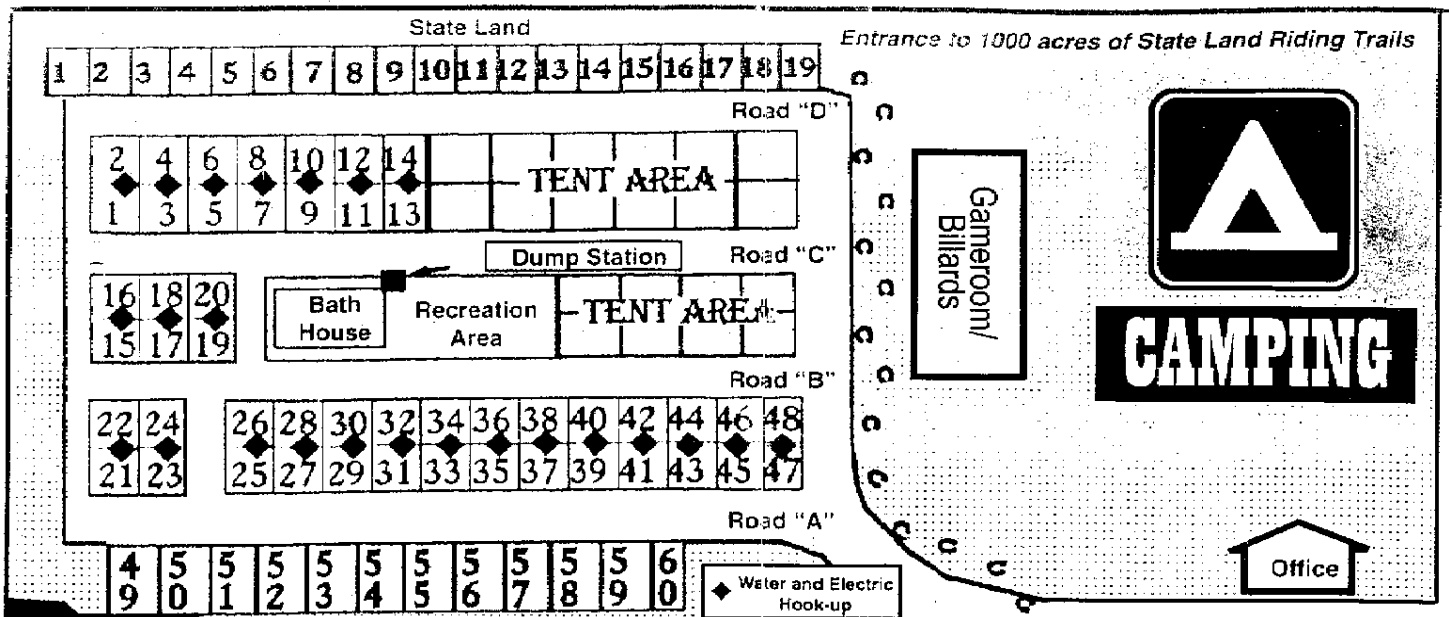 State Land
Entrance to 1000 acres of State Land Riding Trails
1 2 3 4 5 6 7 8 9 10 11 12 13 14 15 16 17 18 19
Road "D"
2 4 6 8 10 12 14
TENT AREA
1 3 5 7 9 11 13
Gameroom/
Billards
Dump Station
Road "C"
16 18 20
15 17 19
Bath
House
Recreation
Area
TENT AREA
CAMPING
Road "B"
22 24 26 28 30 32 34 36 38 40 42 44 46 48
21 23 25 27 29 31 33 35 37 39 41 43 45 47
Road "A"
49 50 51 52 53 54 55 56 57 58 59 60
Water and Electric
Hook-up
Office